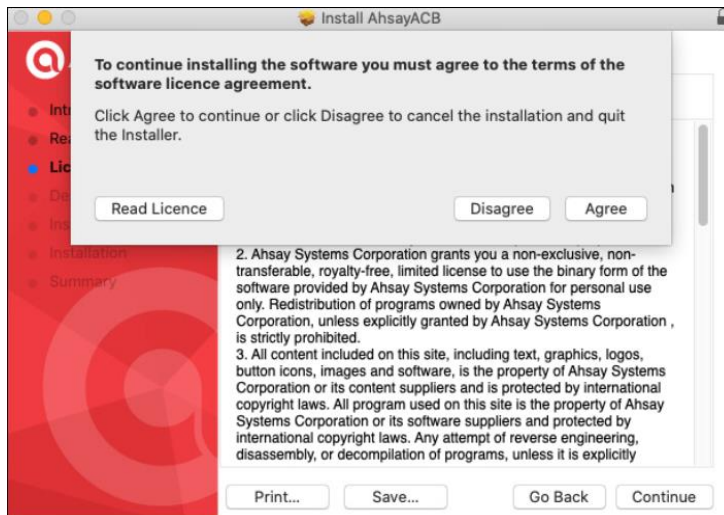 Install AhsayACB
To continue installing the software you must agree to the terms of the
software licence agreement.
Click Agree to continue or click Disagree to cancel the installation and quit
the Installer.
Read Licence
Disagree
Agree
Installation
Summary
2. Ahsay Systems Corporation grants you a non-exclusive, non-
transferable, royalty-free, limited license to use the binary form of the
software provided by Ahsay Systems Corporation for personal use
only. Redistribution of programs owned by Ahsay Systems
Corporation, unless explicitly granted by Ahsay Systems Corporation ,
is strictly prohibited.
3. All content included on this site, including text, graphics, logos,
button icons, images and software, is the property of Ahsay Systems
Corporation or its content suppliers and is protected by international
copyright laws. All program used on this site is the property of Ahsay
Systems Corporation or its software suppliers and protected by
international copyright laws. Any attempt of reverse engineering,
disassembly, or decompilation of programs, unless it is explicitly
Print...
Save...
Go Back
Continue